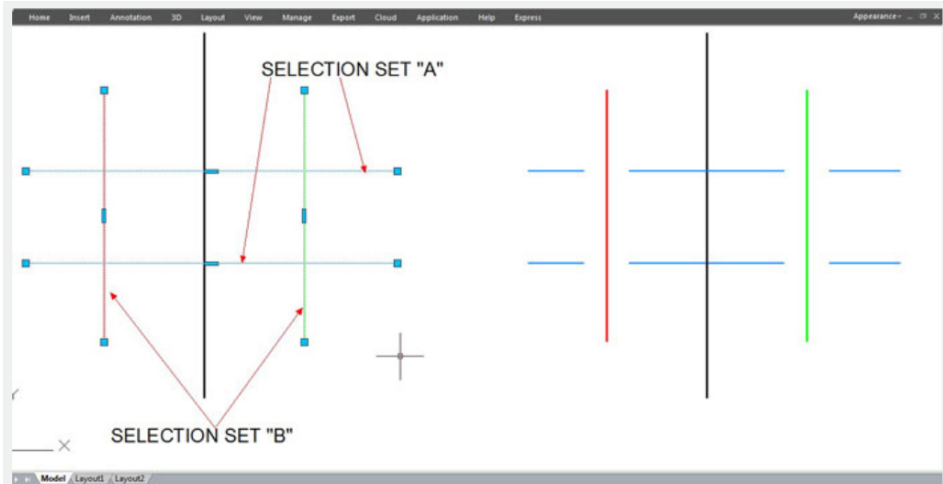 Home Insert Annotation 3D Layout View Manage Export Cloud Application Help Express Appearance
SELECTION SET "A"
SELECTION SET "B"
X
Model Layout1 Layout2